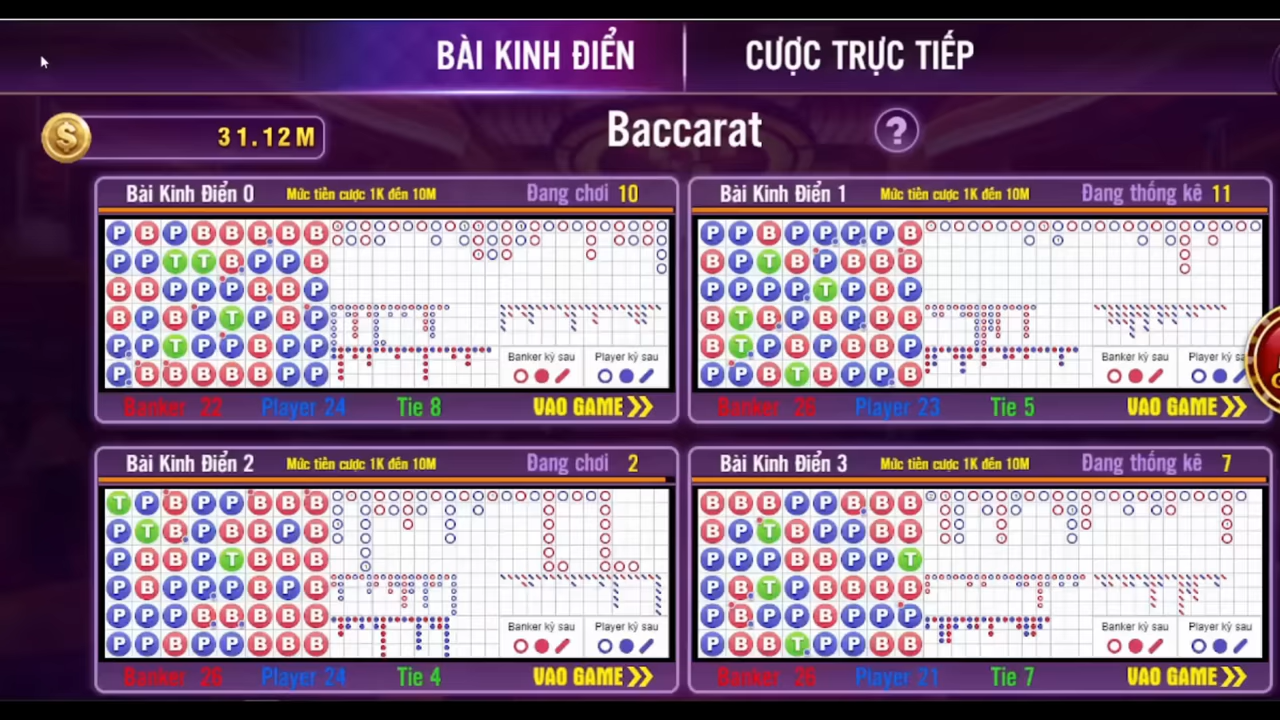 BÀI KINH ĐIỂN
CƯỢC TRỰC TIẾP
$ 31.12M
Baccarat
?
Bài Kinh Điển 0 Mức tiền cược 1K đến 10M Đang chơi 10
P B P B B B B B
P P T T B P P B
B B P P P B B P
B P B P T P B P
P P T P P B P P
P B B B B B P P
Banker kỳ sau Player kỳ sau
Banker 22 Player 24 Tie 8 VAO GAME
Bài Kinh Điển 1 Mức tiền cược 1K đến 10M Đang thống kê 11
P P B P P P P B
B P T B P B B B
P P P P T P B P
B T B P B P B B
B T P B P B B P
P P B T B P P B
Banker kỳ sau Player kỳ sau
Banker 26 Player 23 Tie 5 VAO GAME
Bài Kinh Điển 2 Mức tiền cược 1K đến 10M Đang chơi 2
T P B P P B B B
P T B P B B B B
P B B P T B B B
P B P P P B P B
P P P B B B B B
P P B P P B B B
Banker kỳ sau Player kỳ sau
Banker 26 Player 24 Tie 4 VAO GAME
Bài Kinh Điển 3 Mức tiền cược 1K đến 10M Đang thống kê 7
B B B P P B B B
B P T B P P B B
P P P B B P P T
P B T B B P B B
P B P P B P P P
P B B T P P B B
Banker kỳ sau Player kỳ sau
Banker 26 Player 21 Tie 7 VAO GAME